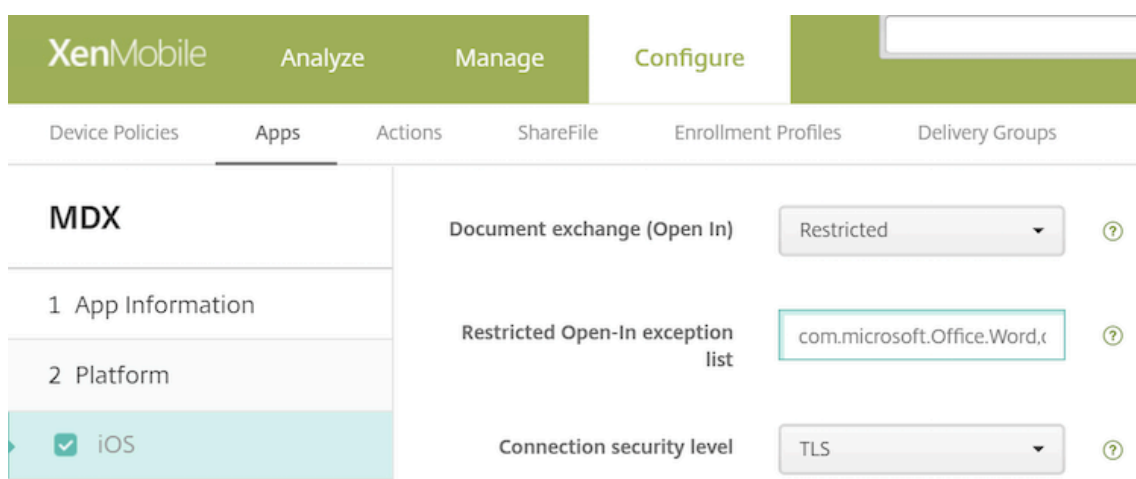 XenMobile Analyze Manage Configure
Device Policies Apps Actions ShareFile Enrollment Profiles Delivery Groups
MDX
1 App Information
2 Platform
iOS
Document exchange (Open In) Restricted ?
Restricted Open-In exception
list
com.microsoft.Office.Word,c ?
Connection security level TLS ?